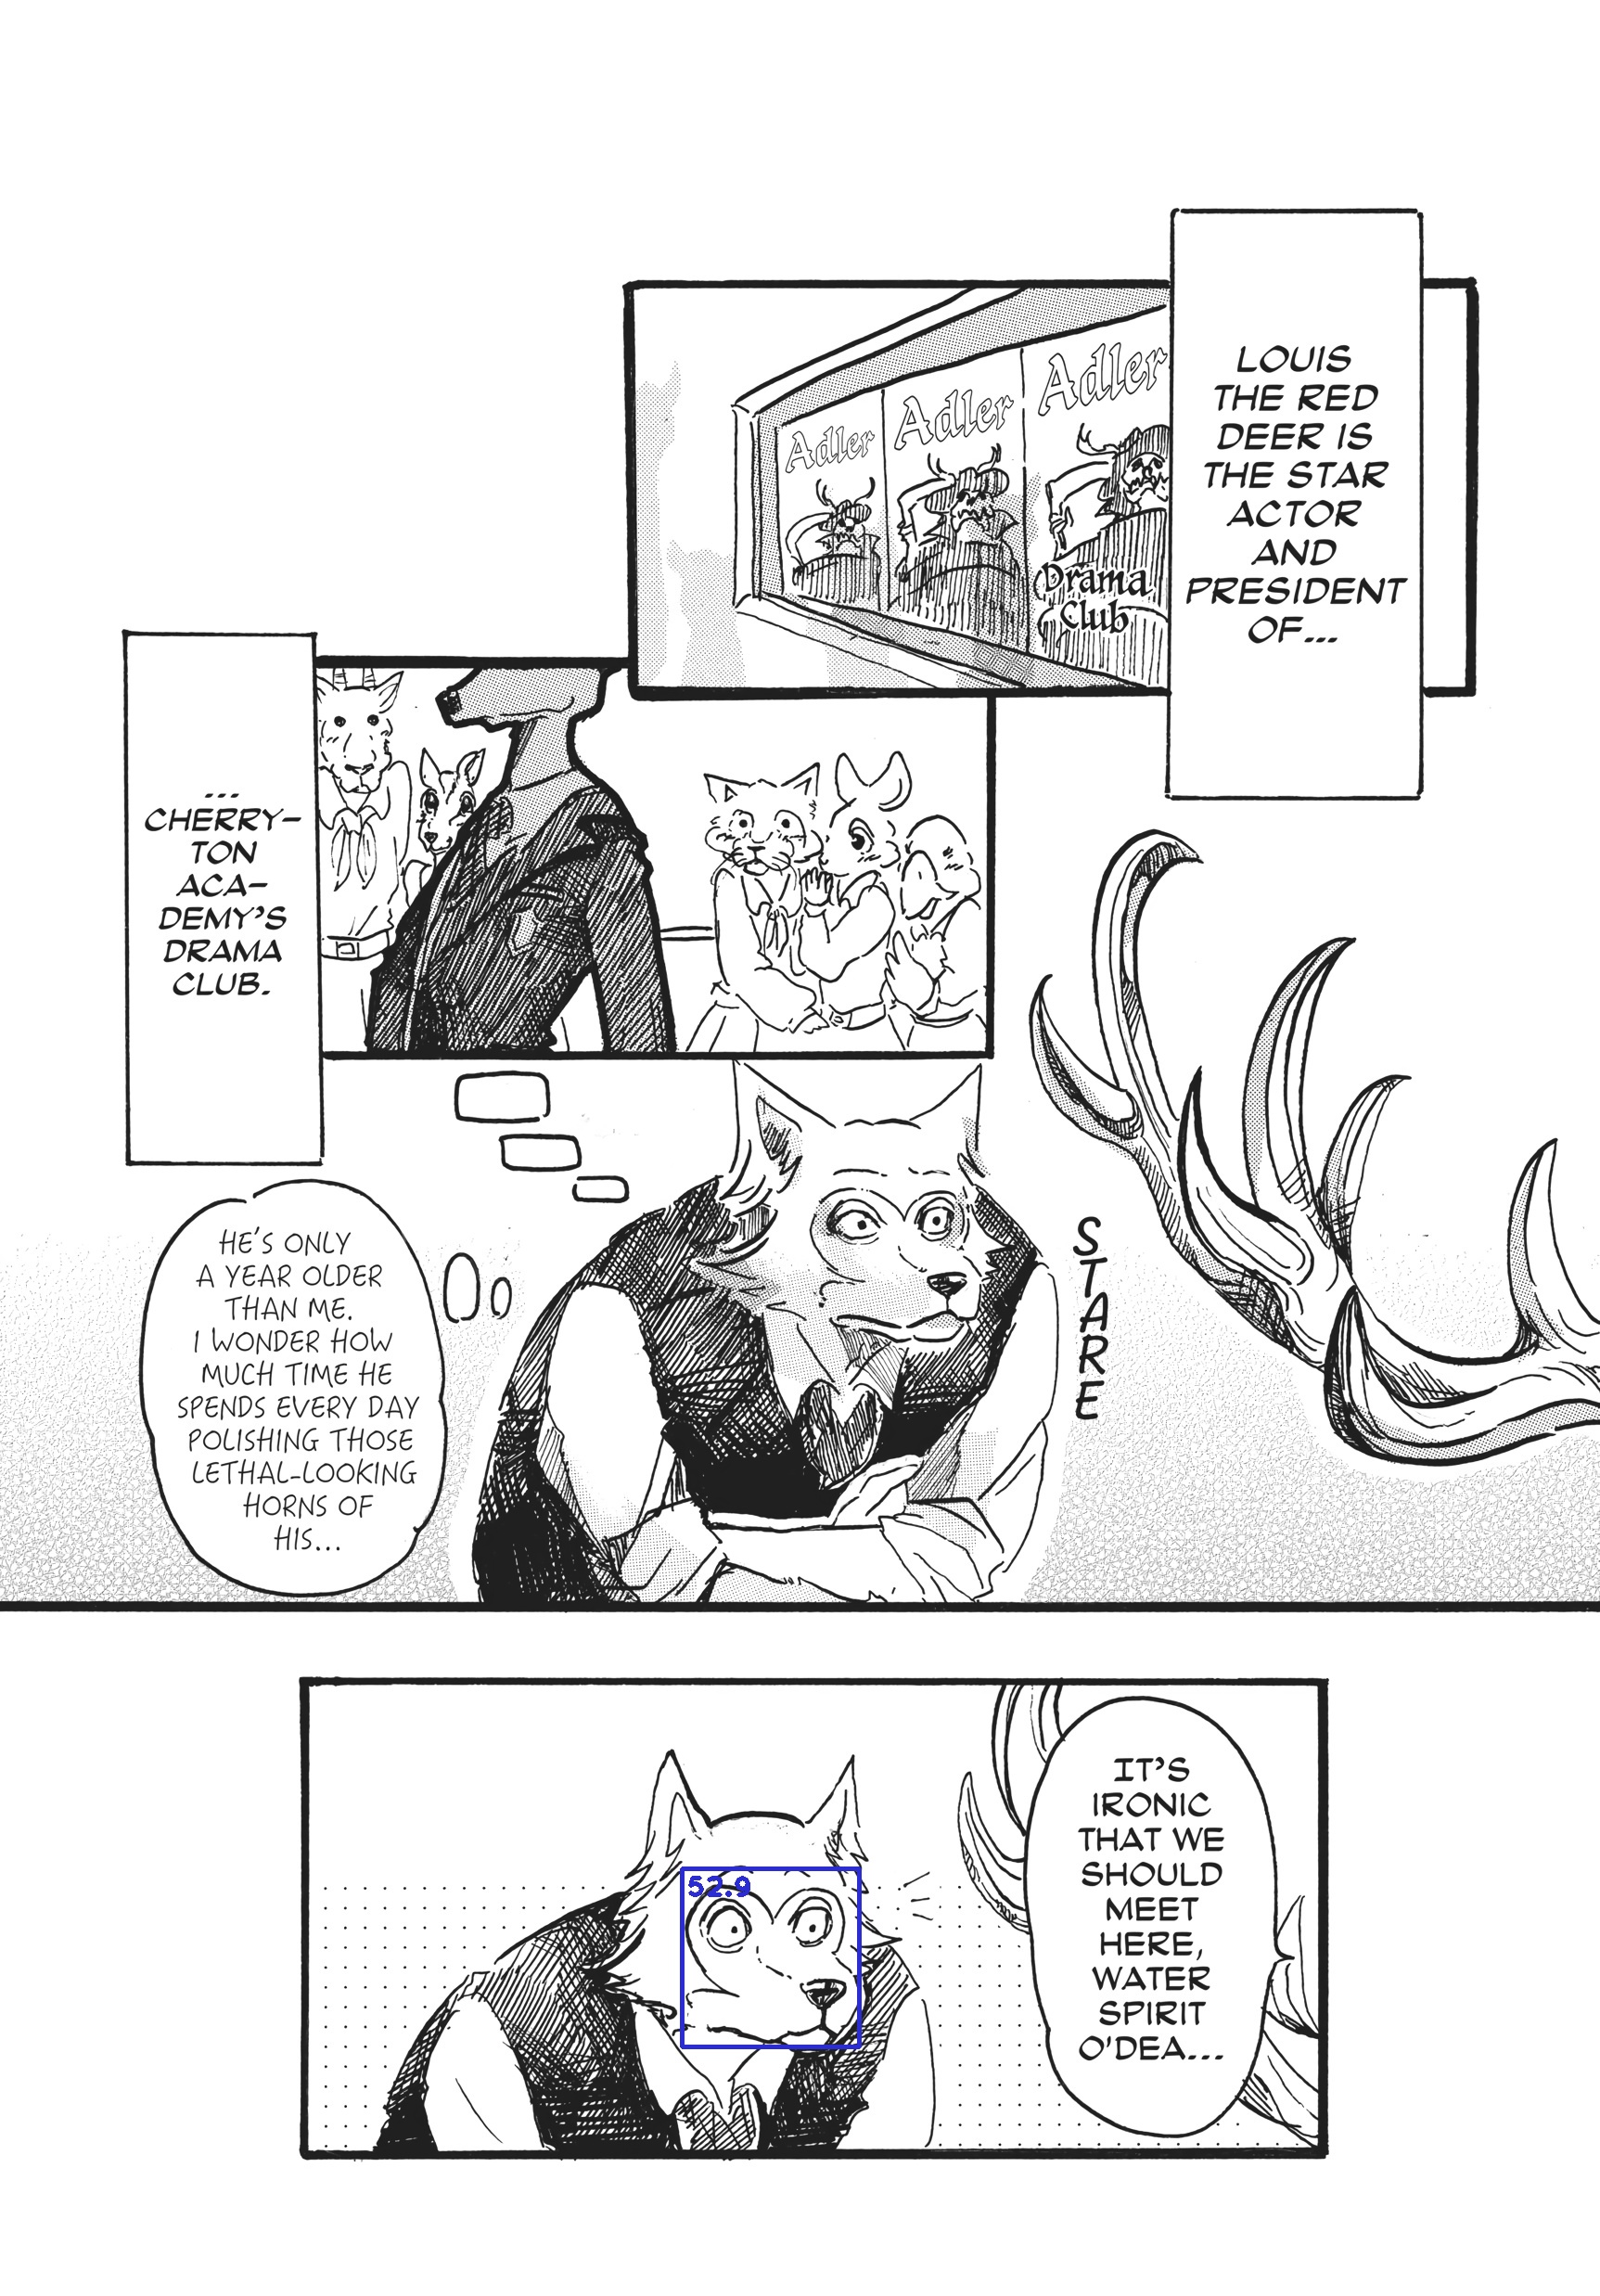 LOUIS
THE RED
DEER IS
THE STAR
ACTOR
AND
PRESIDENT
OF...
Adler
Adler
Adler
Drama
Club
...
CHERRY-
TON
ACA-
DEMY'S
DRAMA
CLUB.
STARE
HE'S ONLY
A YEAR OLDER
THAN ME.
I WONDER HOW
MUCH TIME HE
SPENDS EVERY DAY
POLISHING THOSE
LETHAL-LOOKING
HORNS OF
HIS...
IT'S
IRONIC
THAT WE
SHOULD
MEET
HERE,
WATER
SPIRIT
O'DEA...
52.9